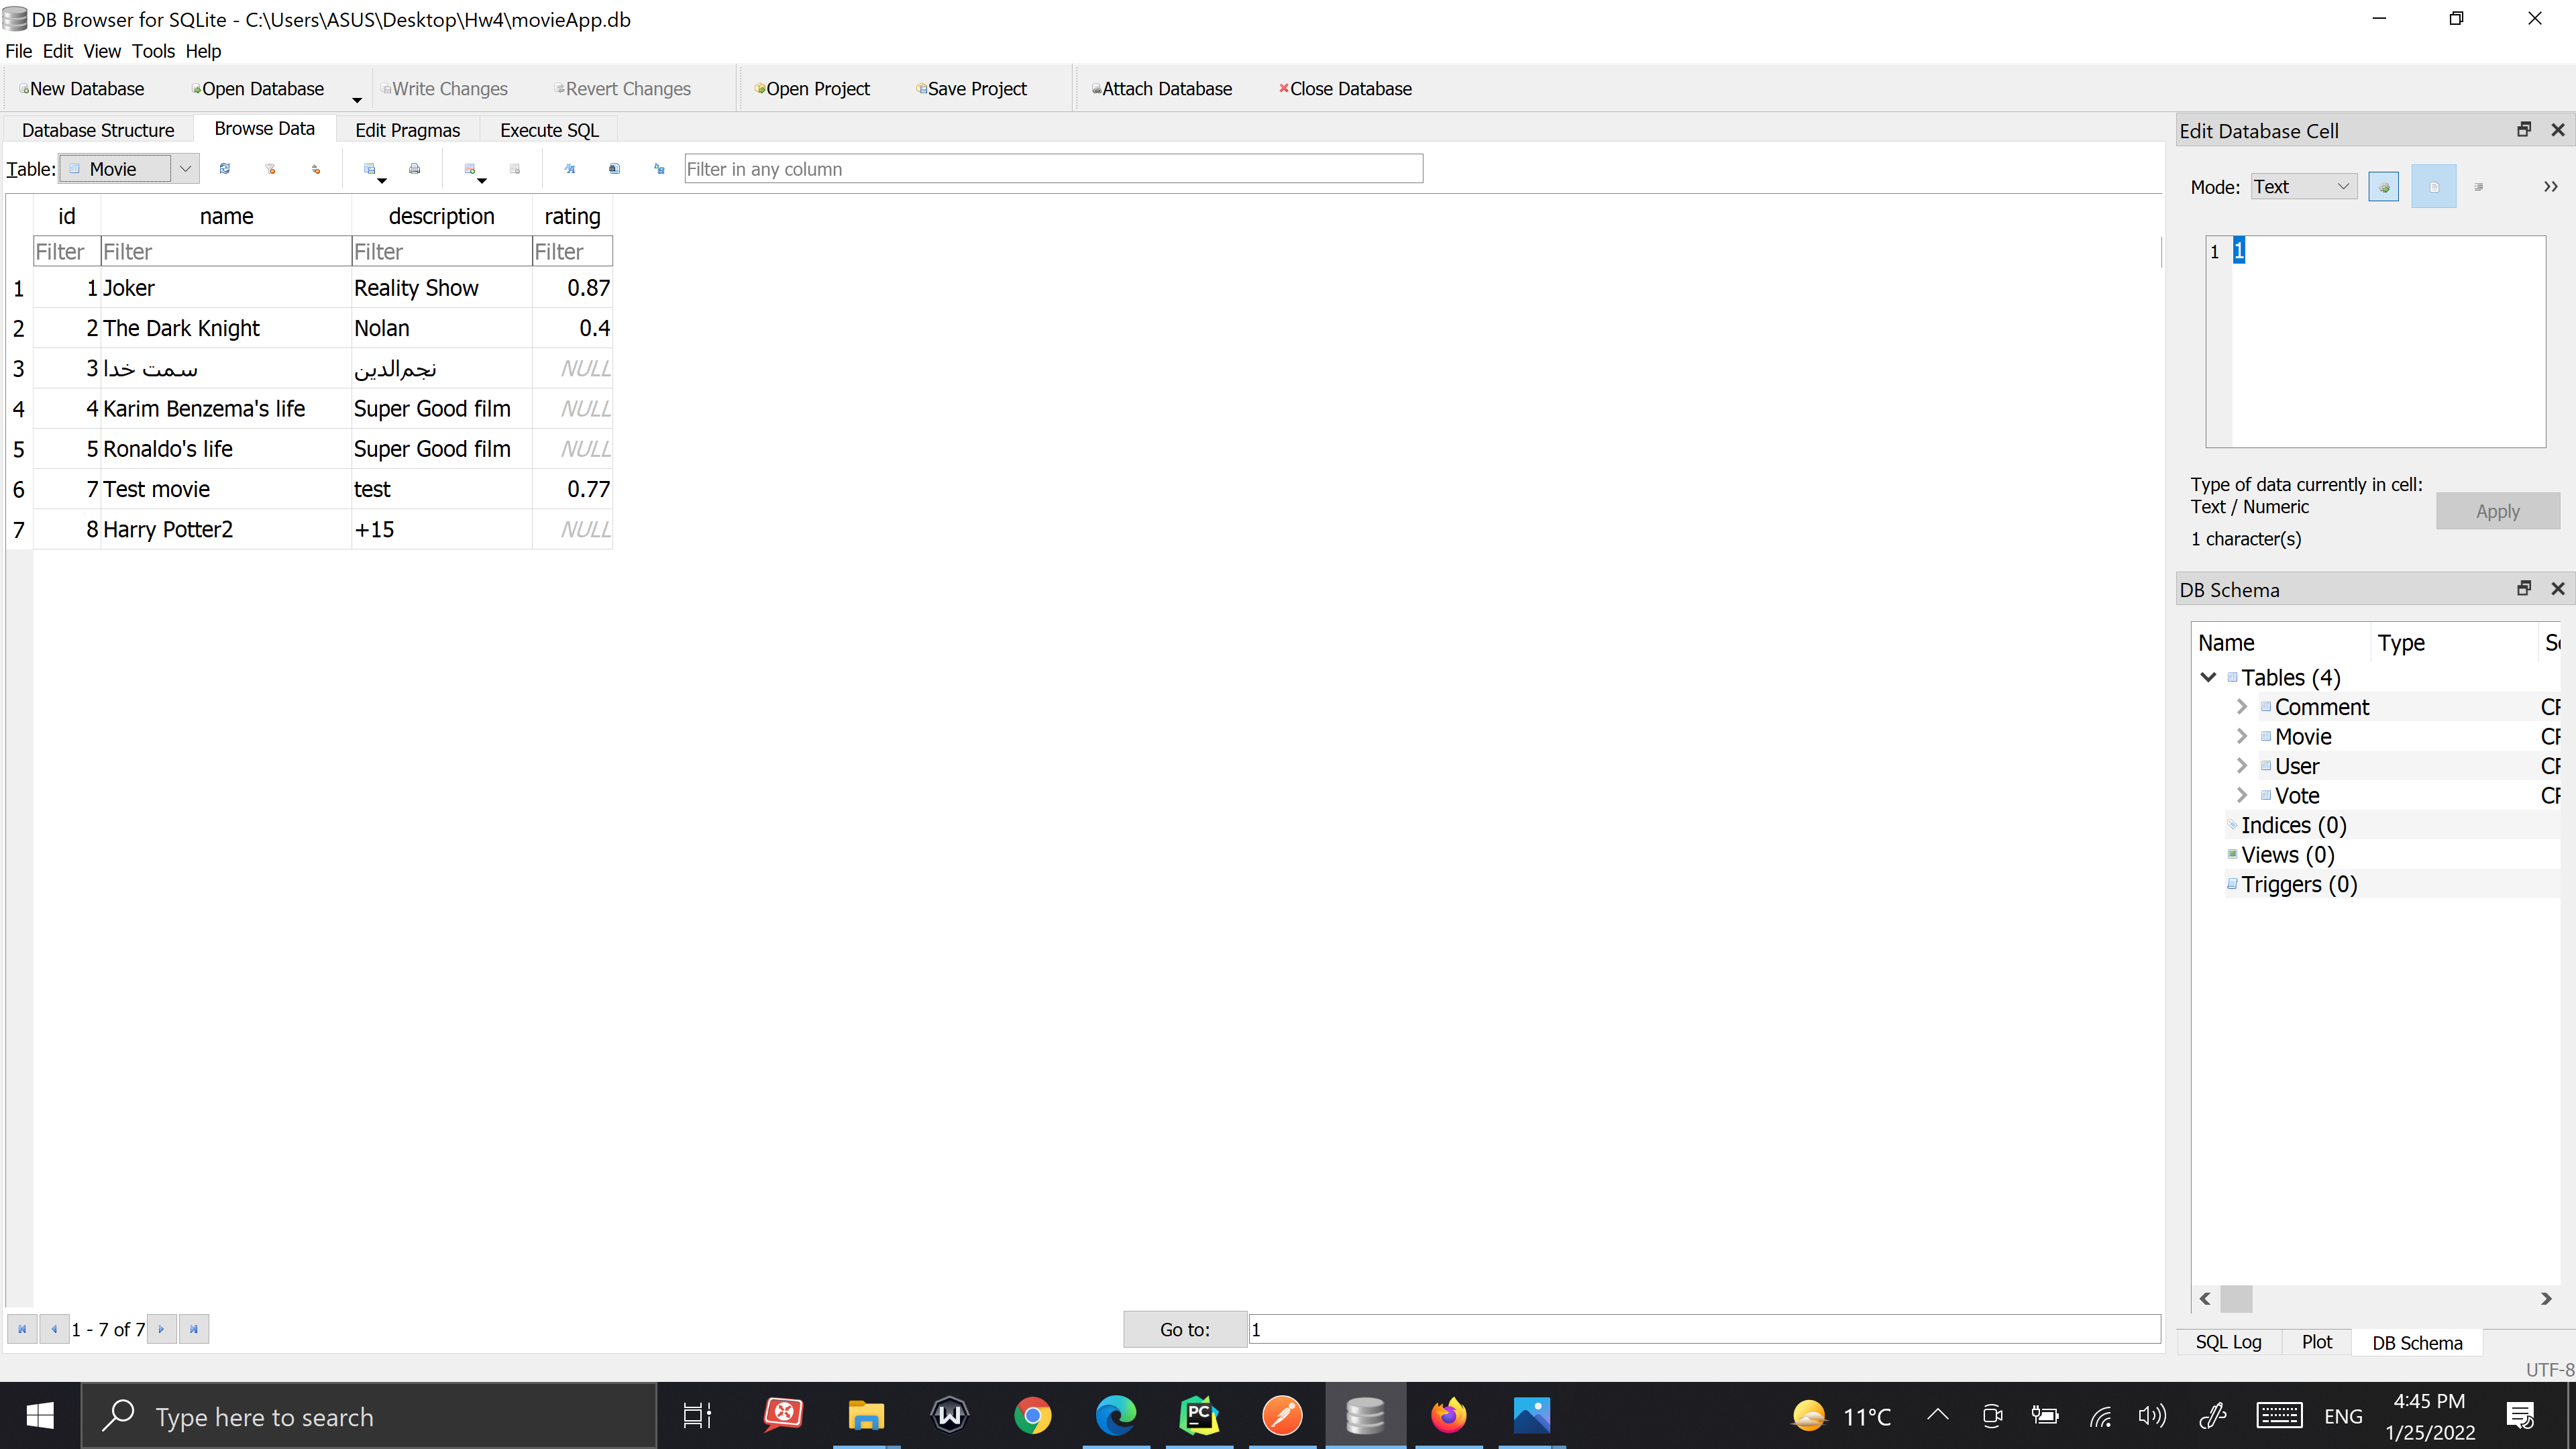 DB Browser for SQLite - C:\Users\ASUS\Desktop\Hw4\movieApp.db
File Edit View Tools Help
New Database Open Database Write Changes Revert Changes Open Project Save Project Attach Database Close Database
Database Structure Browse Data Edit Pragmas Execute SQL
Table: Movie Filter in any column
id name description rating
Filter Filter Filter Filter
1 1 Joker Reality Show 0.87
2 2 The Dark Knight Nolan 0.4
3 3 سمت خدا نجم‌الدین NULL
4 4 Karim Benzema's life Super Good film NULL
5 5 Ronaldo's life Super Good film NULL
6 7 Test movie test 0.77
7 8 Harry Potter2 +15 NULL
1 - 7 of 7 Go to: 1
Edit Database Cell
Mode: Text
1 1
Type of data currently in cell:
Text / Numeric
Apply
1 character(s)
DB Schema
Name Type
Tables (4)
Comment
Movie
User
Vote
Indices (0)
Views (0)
Triggers (0)
SQL Log Plot DB Schema
UTF-8
Type here to search
PC
11°C
ENG
4:45 PM
1/25/2022